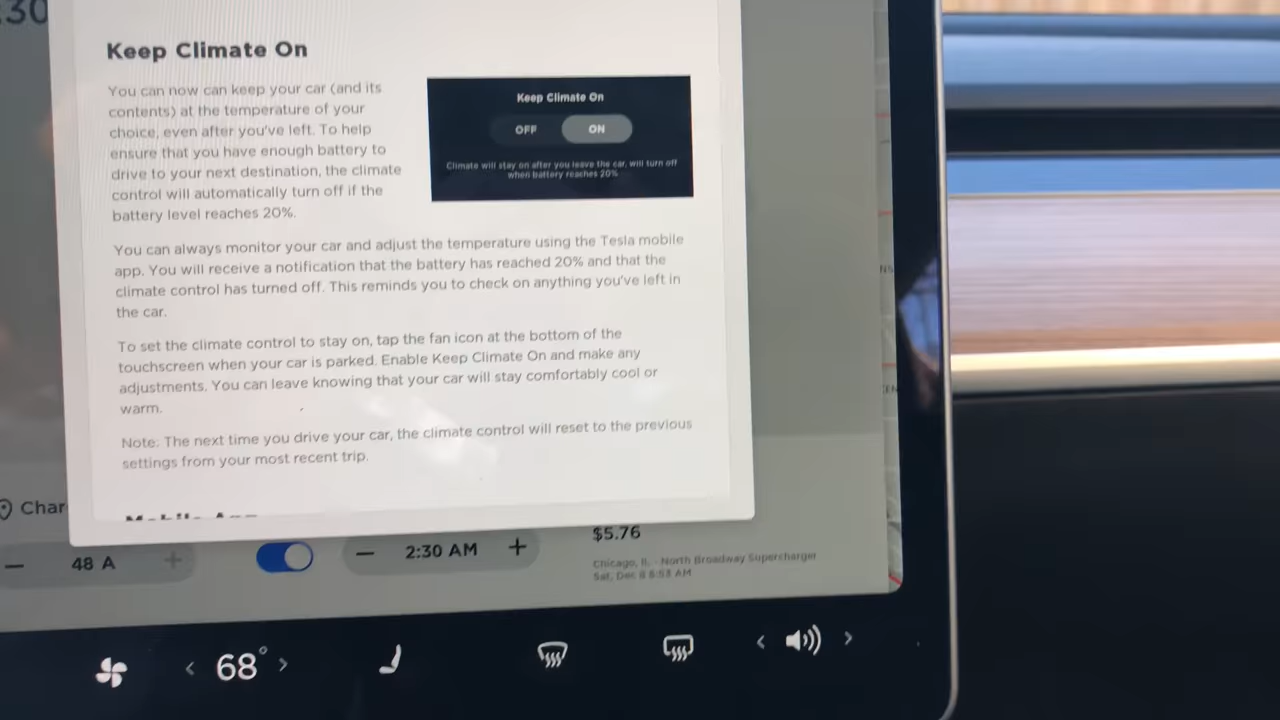 :30
Keep Climate On
You can now can keep your car (and its
contents) at the temperature of your
choice, even after you've left. To help
ensure that you have enough battery to
drive to your next destination, the climate
control will automatically turn off if the
battery level reaches 20%.
Keep Climate On
OFF ON
Climate will stay on after you leave the car, will turn off
when battery reaches 20%
You can always monitor your car and adjust the temperature using the Tesla mobile
app. You will receive a notification that the battery has reached 20% and that the
climate control has turned off. This reminds you to check on anything you've left in
the car.
To set the climate control to stay on, tap the fan icon at the bottom of the
touchscreen when your car is parked. Enable Keep Climate On and make any
adjustments. You can leave knowing that your car will stay comfortably cool or
warm.
Note: The next time you drive your car, the climate control will reset to the previous
settings from your most recent trip.
Char
− 48 A +
− 2:30 AM +
$5.76
Chicago, IL - North Broadway Supercharger
Sat, Dec 8 6:53 AM
< 68° >
< >